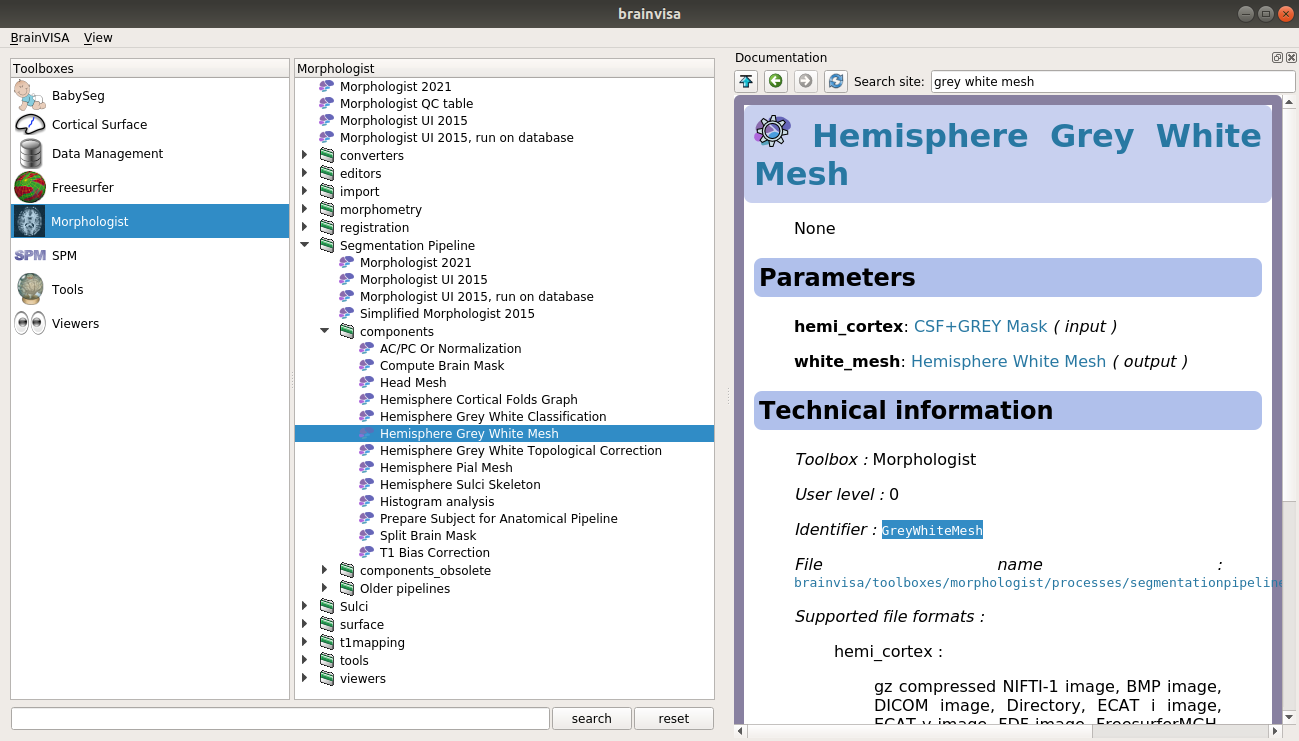 brainvisa
BrainVISA View
Toolboxes
BabySeg
Cortical Surface
Data Management
Freesurfer
Morphologist
SPM SPM
Tools
Viewers
Morphologist
Morphologist 2021
Morphologist QC table
Morphologist UI 2015
Morphologist UI 2015, run on database
converters
editors
import
morphometry
registration
Segmentation Pipeline
Morphologist 2021
Morphologist UI 2015
Morphologist UI 2015, run on database
Simplified Morphologist 2015
components
AC/PC Or Normalization
Compute Brain Mask
Head Mesh
Hemisphere Cortical Folds Graph
Hemisphere Grey White Classification
Hemisphere Grey White Mesh
Hemisphere Grey White Topological Correction
Hemisphere Pial Mesh
Hemisphere Sulci Skeleton
Histogram analysis
Prepare Subject for Anatomical Pipeline
Split Brain Mask
T1 Bias Correction
components_obsolete
Older pipelines
Sulci
surface
t1mapping
tools
viewers
search reset
Documentation
Search site: grey white mesh
Hemisphere Grey White
Mesh
None
Parameters
hemi_cortex: CSF+GREY Mask ( input )
white_mesh: Hemisphere White Mesh ( output )
Technical information
Toolbox : Morphologist
User level : 0
Identifier : GreyWhiteMesh
File name :
brainvisa/toolboxes/morphologist/processes/segmentationpipeline
Supported file formats :
hemi_cortex :
gz compressed NIFTI-1 image, BMP image,
DICOM image, Directory, ECAT i image,
ECAT v image, FDF image, FreesurferMGH,